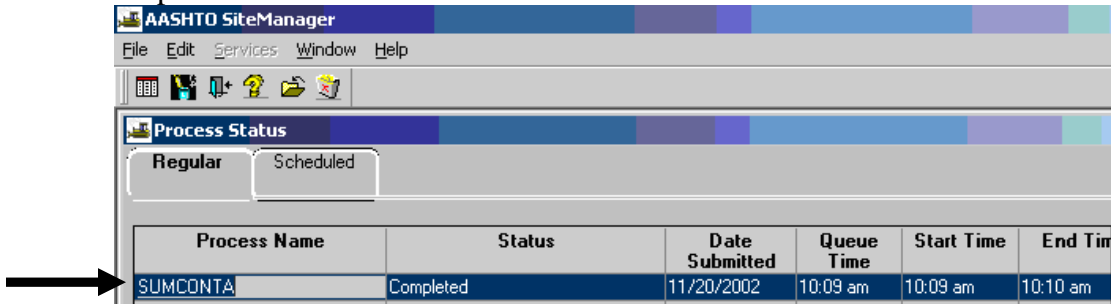 AASHTO SiteManager
File Edit Services Window Help
Process Status
Regular Scheduled
Process Name Status Date Submitted Queue Time Start Time End Tim
SUMCONTA Completed 11/20/2002 10:09 am 10:09 am 10:10 am